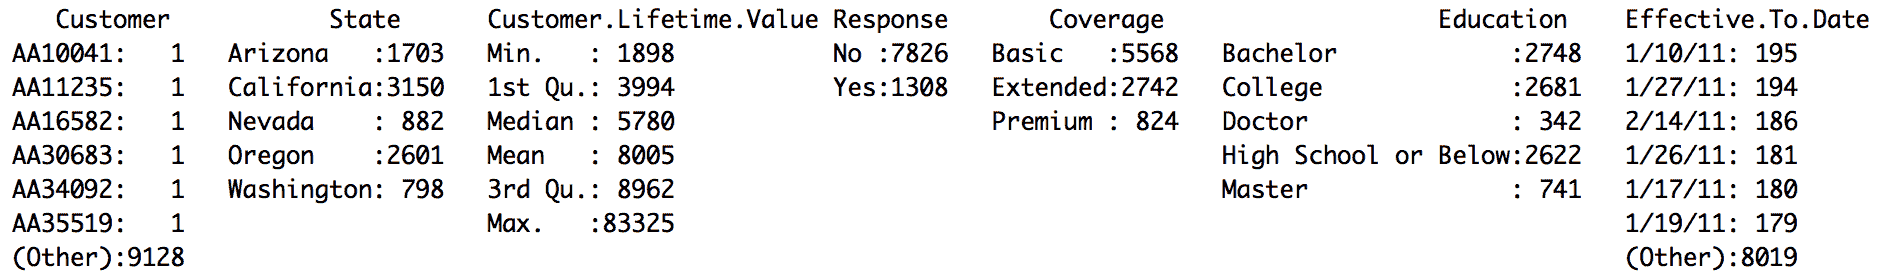 Customer           State      Customer.Lifetime.Value Response       Coverage                   Education    Effective.To.Date
AA10041:   1   Arizona   :1703   Min.   : 1898           No :7826   Basic   :5568   Bachelor            :2748   1/10/11: 195
AA11235:   1   California:3150   1st Qu.: 3994           Yes:1308   Extended:2742   College             :2681   1/27/11: 194
AA16582:   1   Nevada    : 882   Median : 5780                      Premium : 824   Doctor              : 342   2/14/11: 186
AA30683:   1   Oregon    :2601   Mean   : 8005                                      High School or Below:2622   1/26/11: 181
AA34092:   1   Washington: 798   3rd Qu.: 8962                                      Master              : 741   1/17/11: 180
AA35519:   1                     Max.   :83325                                                                  1/19/11: 179
(Other):9128                                                                                                    (Other):8019